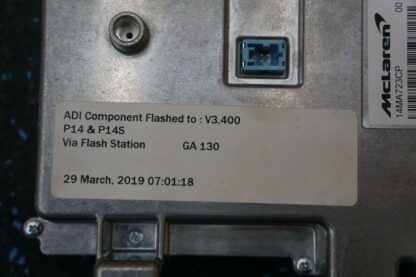 ADI Component Flashed to : V3.400
P14 & P14S
Via Flash Station GA 130
29 March, 2019 07:01:18
McLaren
14MA723CP
00